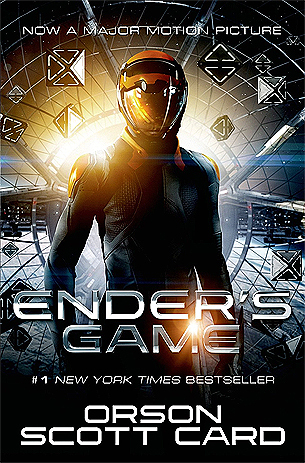 NOW A MAJOR MOTION PICTURE
ENDER'S
GAME
#1 NEW YORK TIMES BESTSELLER
ORSON
SCOTT CARD